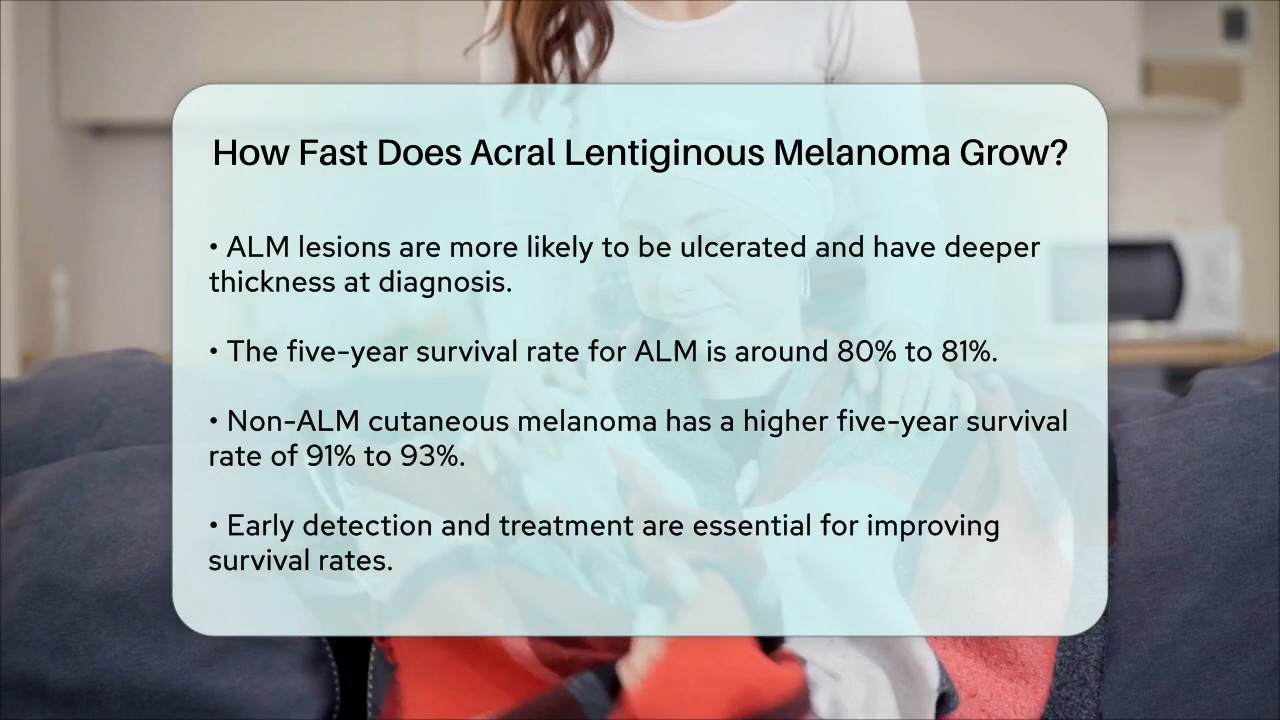 How Fast Does Acral Lentiginous Melanoma Grow?
• ALM lesions are more likely to be ulcerated and have deeper
thickness at diagnosis.
• The five-year survival rate for ALM is around 80% to 81%.
• Non-ALM cutaneous melanoma has a higher five-year survival
rate of 91% to 93%.
• Early detection and treatment are essential for improving
survival rates.